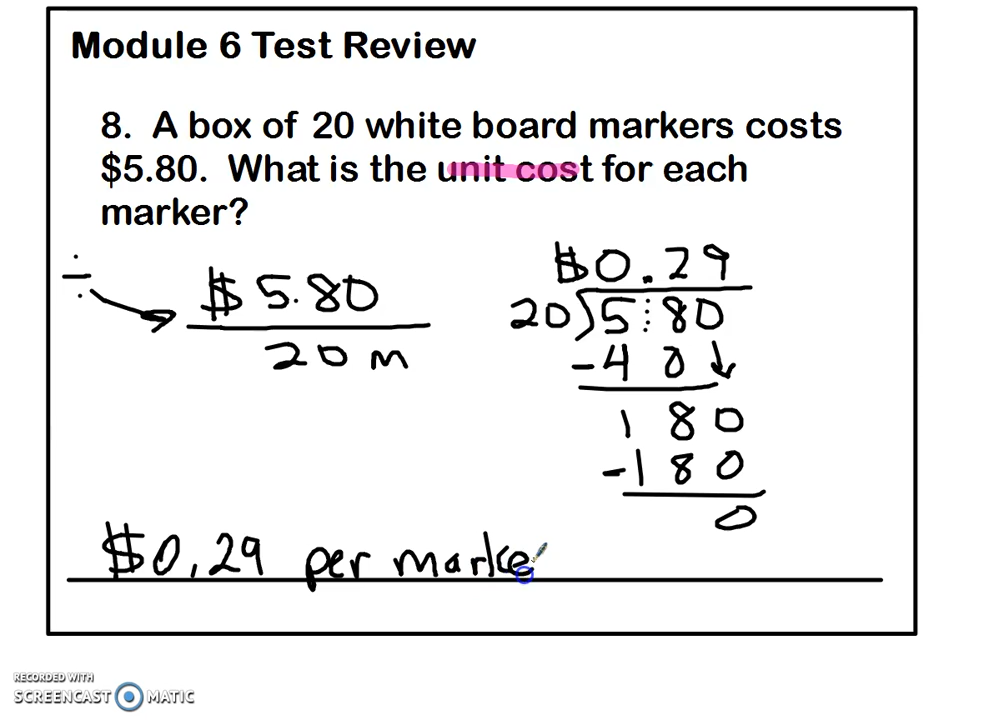 Module 6 Test Review
8. A box of 20 white board markers costs
$5.80. What is the unit cost for each
marker?
÷
$ 5.80
20 m
$0.29
20)5 80
-4 0↓
1 8 0
-1 8 0
0
$0.29 per marke
RECORDED WITH
SCREENCAST MATIC